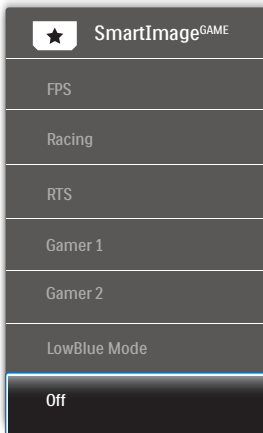 SmartImageGAME
FPS
Racing
RTS
Gamer 1
Gamer 2
LowBlue Mode
Off